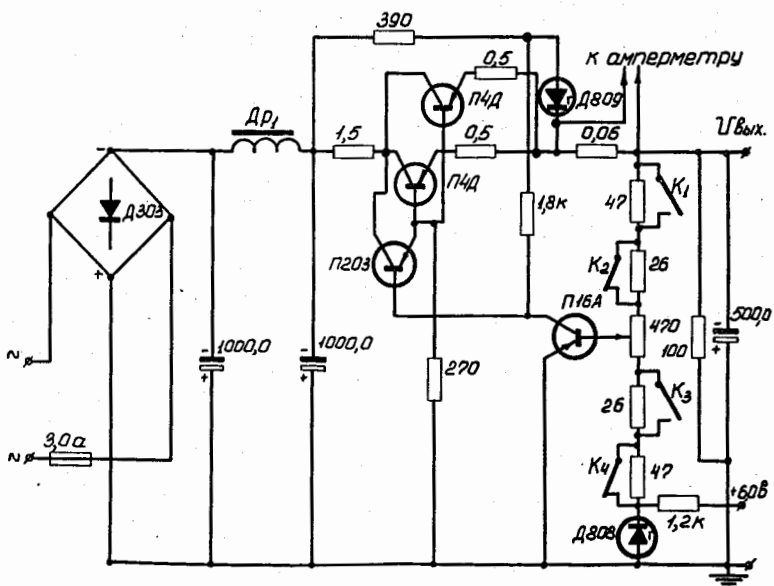 390
к амперметру
0,5
П4Д
Д809
Др₁
1,5
0,5
0,06
Uвых.
-
П4Д
Д303
1,8к
47
К₁
+
П203
К₂
26
П16А
~
-
1000,0
+
-
1000,0
+
270
470
100
-
500,0
+
26
К₃
~
3,0а
К₄
47
+60в
1,2к
Д808